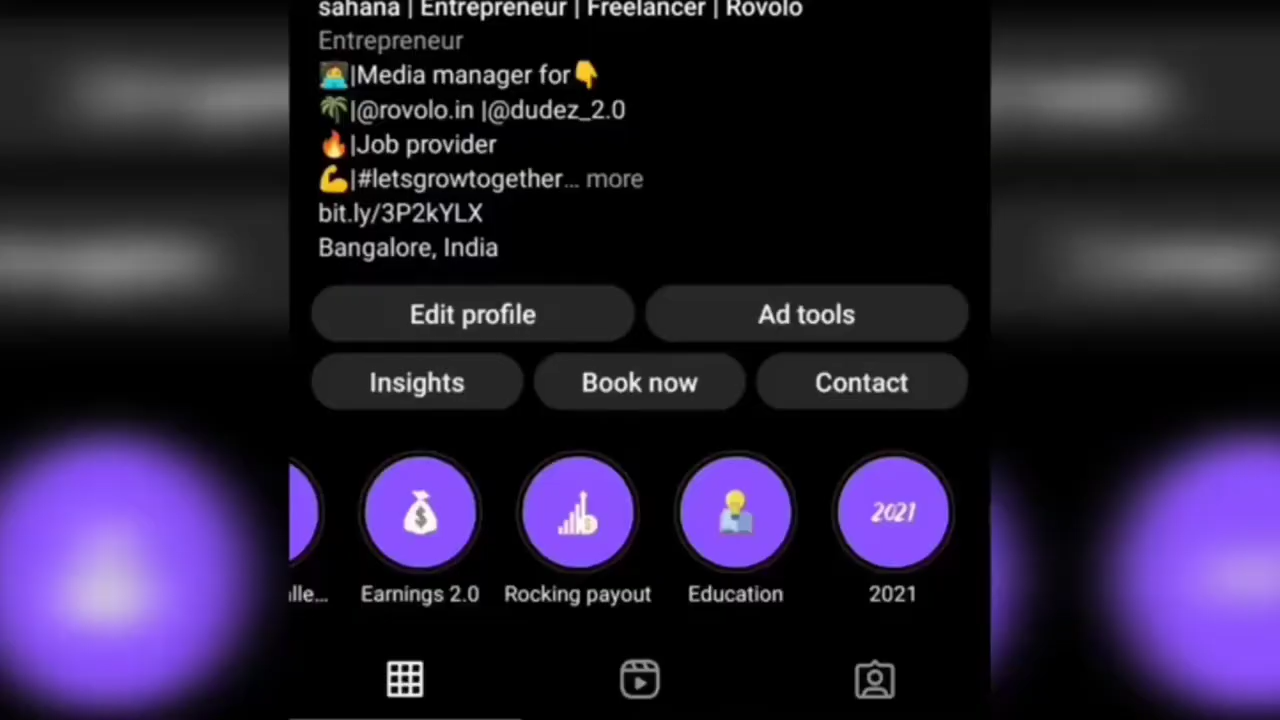 sahana | Entrepreneur | Freelancer | Rovolo
Entrepreneur
🧑‍💻|Media manager for👇
🌴|@rovolo.in |@dudez_2.0
🔥|Job provider
💪|#letsgrowtogether... more
bit.ly/3P2kYLX
Bangalore, India
Edit profile
Ad tools
Insights
Book now
Contact
2021
lle...
Earnings 2.0
Rocking payout
Education
2021